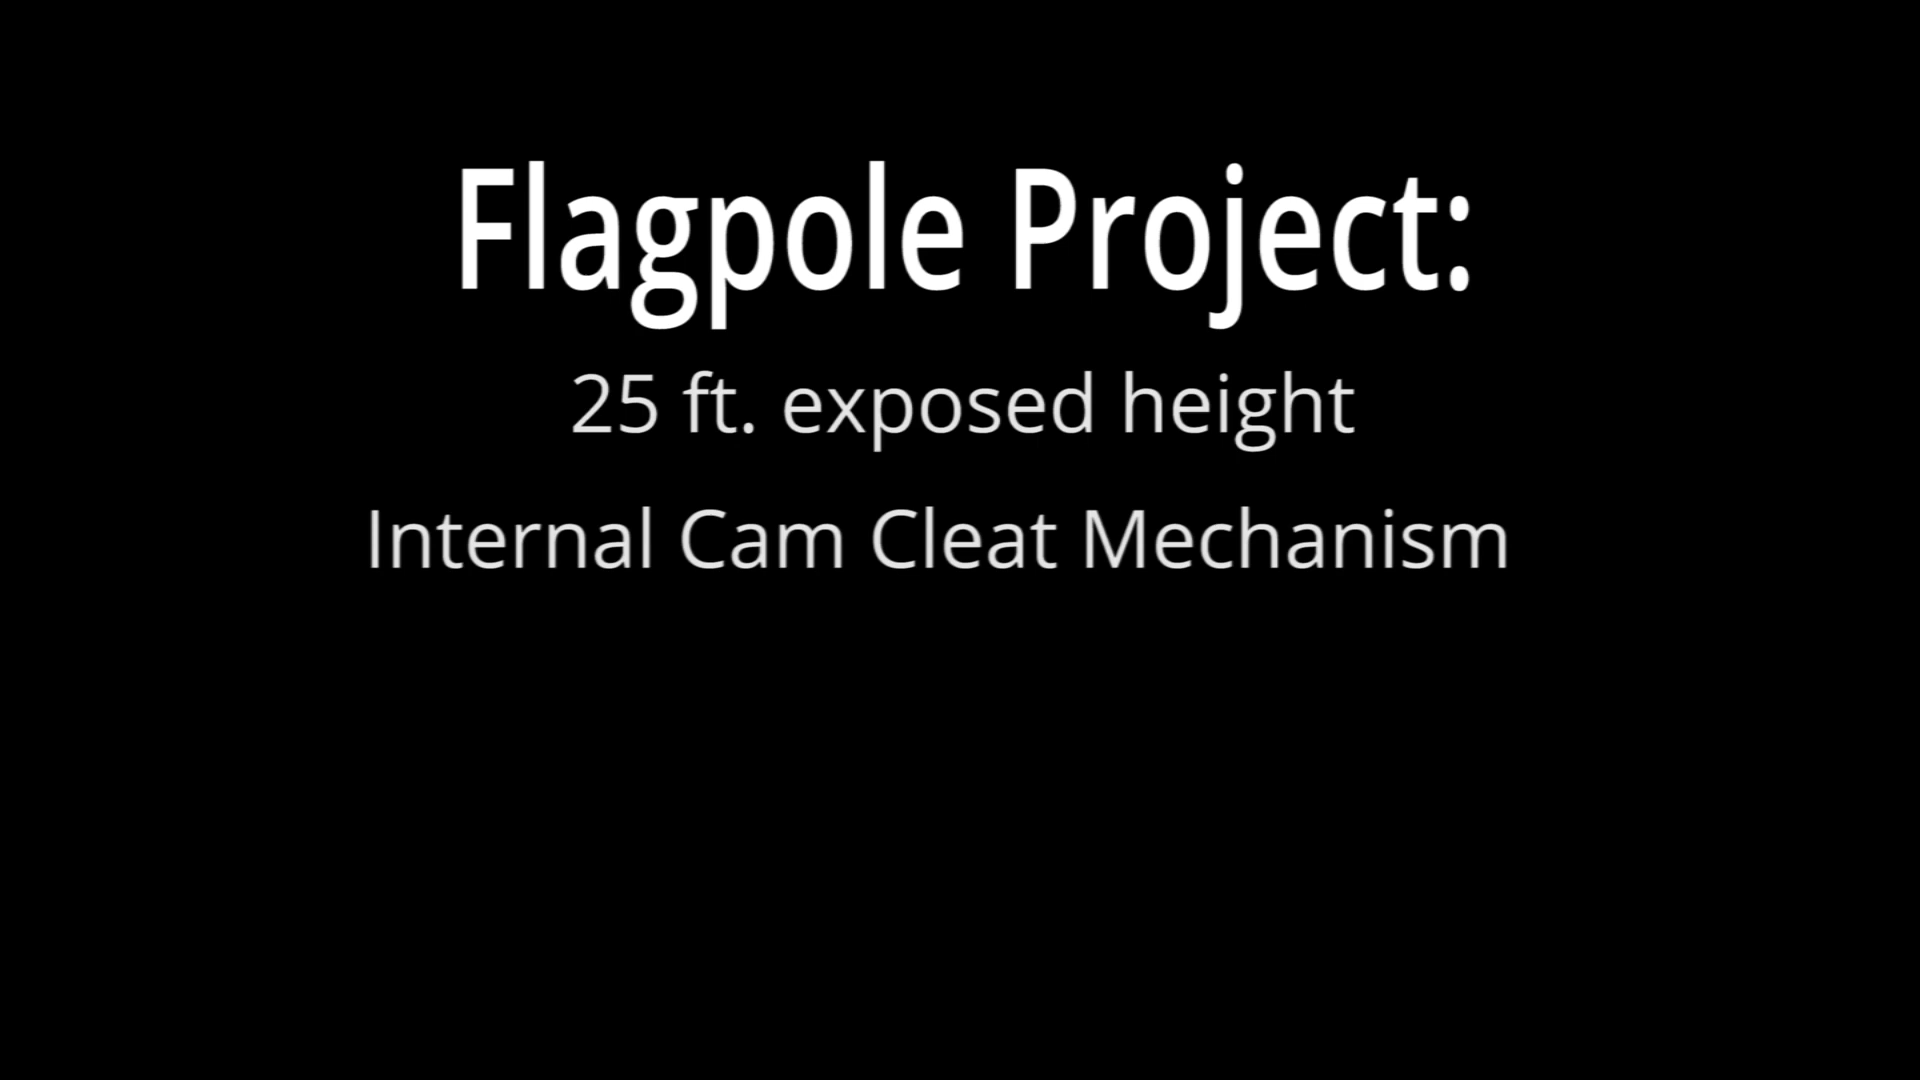 Flagpole Project:
25 ft. exposed height
Internal Cam Cleat Mechanism